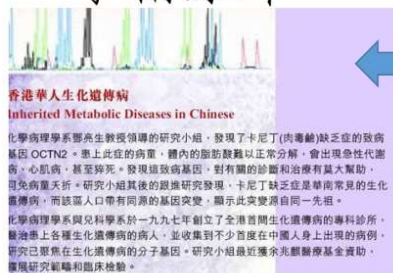 香港華人生化遺傳病
Inherited Metabolic Diseases in Chinese
化學病理學系鄧亮生教授領導的研究小組，發現了卡尼丁(肉毒鹼)缺乏症的致病
基因 OCTN2。患上此症的病童，體內的脂肪酸難以正常分解，會出現急性代謝
病、心肌病，甚至猝死。發現這致病基因，對有關的診斷和治療有莫大幫助，
可免病童夭折。研究小組其後的跟進研究發現，卡尼丁缺乏症是華南常見的生化
遺傳病，而該區人口帶有同源的基因突變，顯示此突變源自同一先祖。
化學病理學系與兒科學系於一九九七年創立了全港首間生化遺傳病的專科診所，
醫治患上各種生化遺傳病的病人，並收集到不少首度在中國人身上出現的病例，
研究已聚焦在生化遺傳病的分子基因。研究小組最近獲余兆麒醫療基金資助，
擴展研究範疇和臨床檢驗。